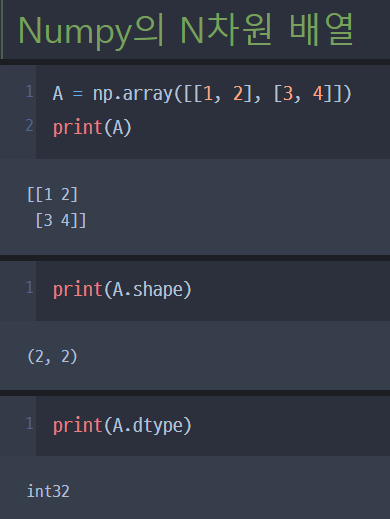 Numpy의 N차원 배열
1 A = np.array([[1, 2], [3, 4]])
2 print(A)
[[1 2]
 [3 4]]
1 print(A.shape)
(2, 2)
1 print(A.dtype)
int32